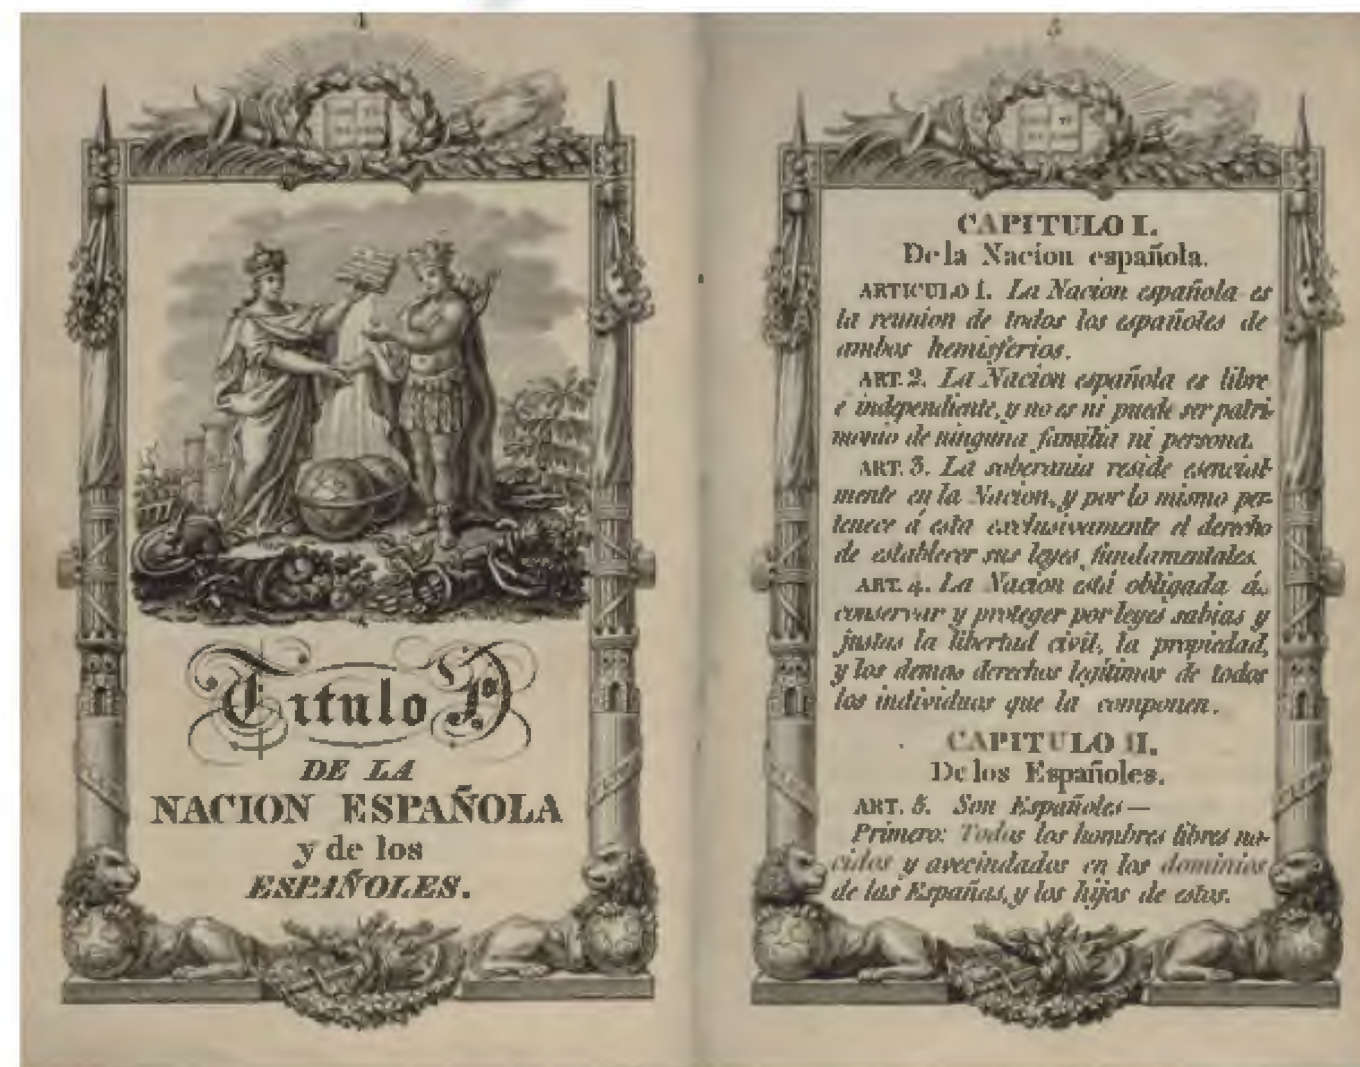 4
Titulo Iº
DE LA
NACION ESPAÑOLA
y de los
ESPAÑOLES.
5
CAPITULO I.
De la Nacion española.
ARTICULO 1. La Nacion española es
la reunion de todos los españoles de
ambos hemisferios.
ART. 2. La Nacion española es libre
é independiente, y no es ni puede ser patri-
monio de ninguna familia ni persona.
ART. 3. La soberania reside esencial-
mente en la Nacion, y por lo mismo per-
tenece á esta exclusivamente el derecho
de establecer sus leyes fundamentales.
ART. 4. La Nacion está obligada á
conservar y proteger por leyes sabias y
justas la libertad civil, la propiedad,
y los demas derechos legitimos de todos
los individuos que la componen.
CAPITULO II.
De los Españoles.
ART. 5. Son Españoles—
Primero: Todos los hombres libres na-
cidos y avecindados en los dominios
de las Españas, y los hijos de estos.